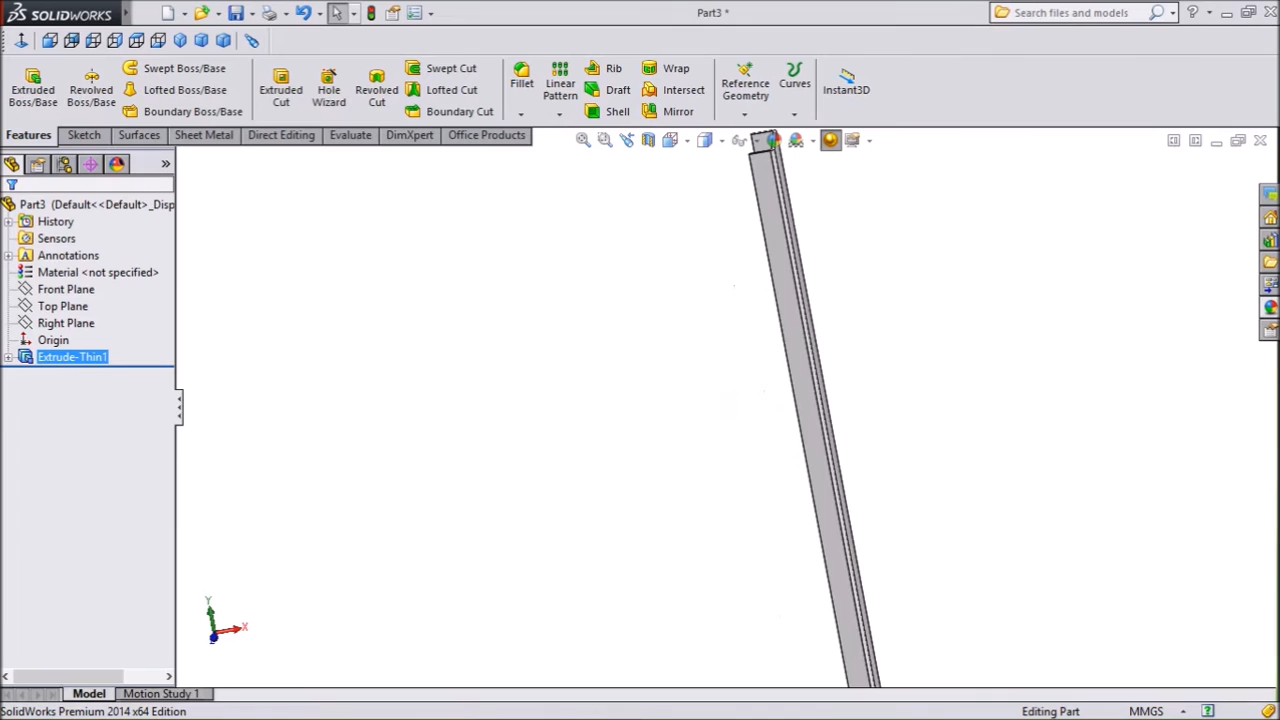 SOLIDWORKS
Part3 *
Search files and models
Extruded Boss/Base
Revolved Boss/Base
Swept Boss/Base
Lofted Boss/Base
Boundary Boss/Base
Extruded Cut
Hole Wizard
Revolved Cut
Swept Cut
Lofted Cut
Boundary Cut
Fillet
Linear Pattern
Rib
Draft
Shell
Wrap
Intersect
Mirror
Reference Geometry
Curves
Instant3D
Features
Sketch
Surfaces
Sheet Metal
Direct Editing
Evaluate
DimXpert
Office Products
Part3 (Default<<Default>_Disp
History
Sensors
Annotations
Material <not specified>
Front Plane
Top Plane
Right Plane
Origin
Extrude-Thin1
Y
X
Model
Motion Study 1
SolidWorks Premium 2014 x64 Edition
Editing Part
MMGS